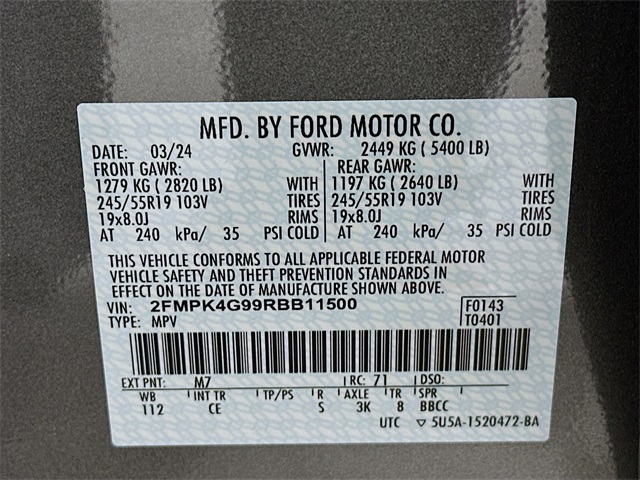 MFD. BY FORD MOTOR CO.
DATE: 03/24 GVWR: 2449 KG ( 5400 LB)
FRONT GAWR: REAR GAWR:
1279 KG ( 2820 LB) WITH 1197 KG ( 2640 LB) WITH
245/55R19 103V TIRES 245/55R19 103V TIRES
19x8.0J RIMS 19x8.0J RIMS
AT 240 kPa/ 35 PSI COLD AT 240 kPa/ 35 PSI COLD
THIS VEHICLE CONFORMS TO ALL APPLICABLE FEDERAL MOTOR
VEHICLE SAFETY AND THEFT PREVENTION STANDARDS IN
EFFECT ON THE DATE OF MANUFACTURE SHOWN ABOVE.
VIN: 2FMPK4G99RBB11500 F0143
TYPE: MPV T0401
EXT PNT: M7 RC: 71 DSO:
WB INT TR TP/PS R AXLE TR SPR
112 CE S 3K 8 BBCC
UTC ▽ 5U5A-1520472-BA